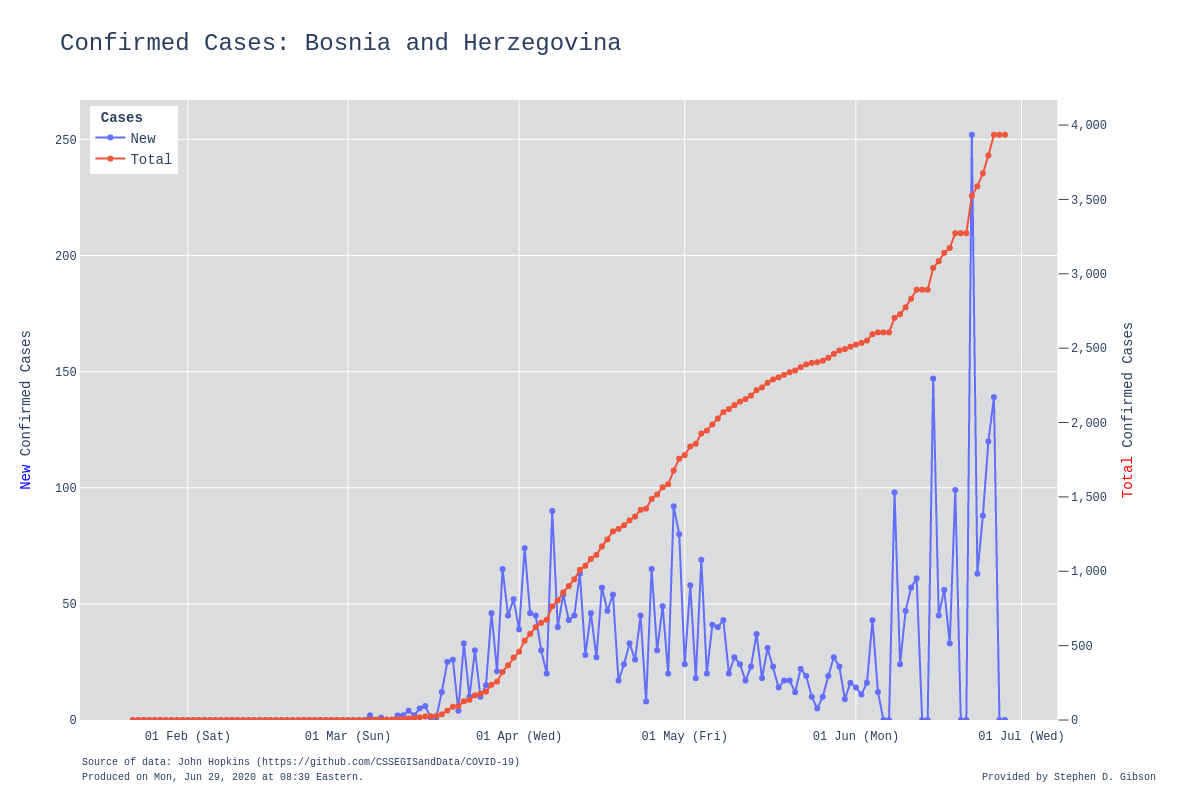 Confirmed Cases: Bosnia and Herzegovina
Cases
New
Total
250
200
150
100
50
0
New Confirmed Cases
4,000
3,500
3,000
2,500
2,000
1,500
1,000
500
0
Total Confirmed Cases
01 Feb (Sat) 01 Mar (Sun) 01 Apr (Wed) 01 May (Fri) 01 Jun (Mon) 01 Jul (Wed)
Source of data: John Hopkins (https://github.com/CSSEGISandData/COVID-19)
Produced on Mon, Jun 29, 2020 at 08:39 Eastern.
Provided by Stephen D. Gibson